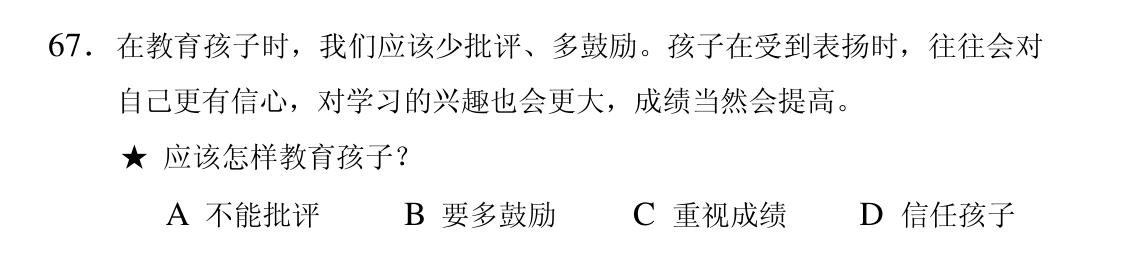 67． 在教育孩子时，我们应该少批评、多鼓励。孩子在受到表扬时，往往会对
自己更有信心，对学习的兴趣也会更大，成绩当然会提高。
★ 应该怎样教育孩子？
A 不能批评 B 要多鼓励 C 重视成绩 D 信任孩子